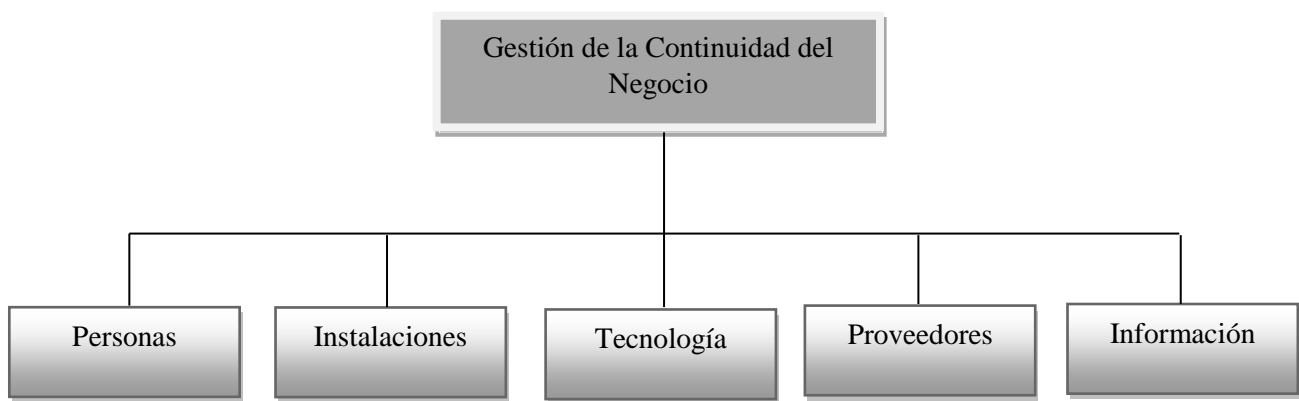 Gestión de la Continuidad del
Negocio
Personas
Instalaciones
Tecnología
Proveedores
Información